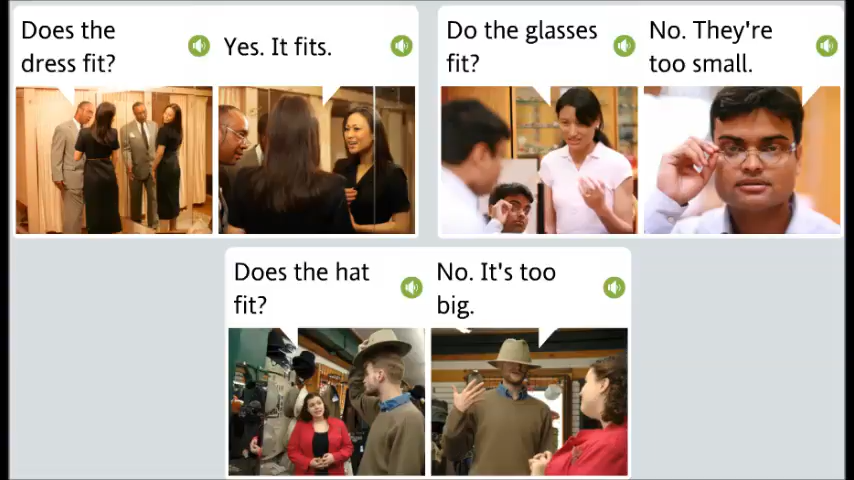 Does the
dress fit?
Yes. It fits.
Do the glasses
fit?
No. They're
too small.
Does the hat
fit?
No. It's too
big.